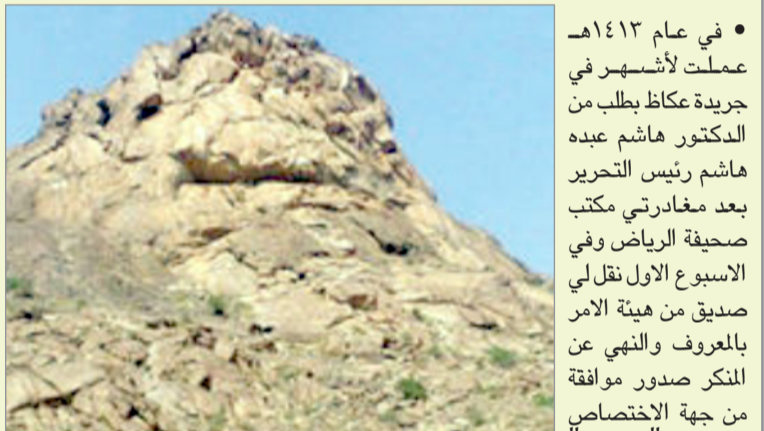 • في عام ١٤١٣هـ
عملت لأشهر في
جريدة عكاظ بطلب من
الدكتور هاشم عبده
هاشم رئيس التحرير
بعد مغادرتي مكتب
صحيفة الرياض وفي
الاسبوع الاول نقل لي
صديق من هيئة الامر
بالمعروف والنهي عن
المنكر صدور موافقة
من جهة الاختصاص